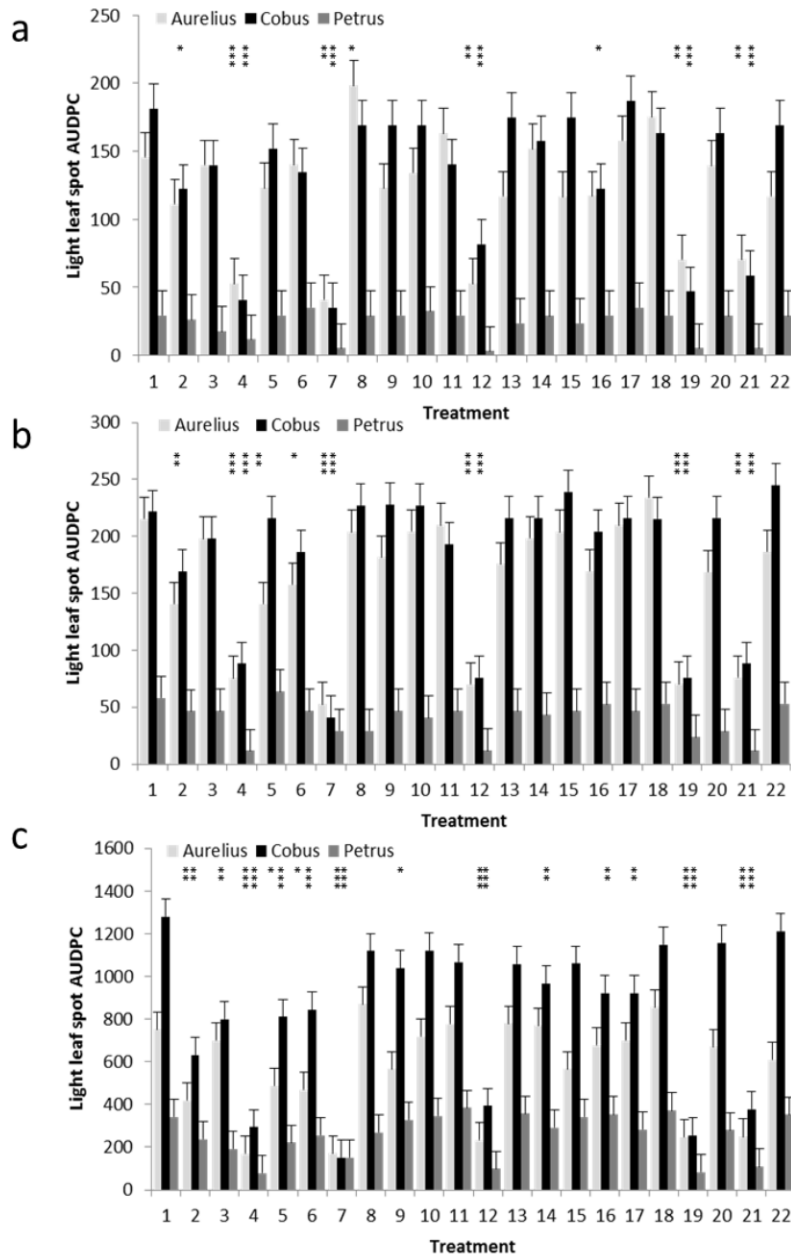 a
Aurelius Cobus Petrus
Light leaf spot AUDPC
250
200
150
100
50
0
* *** *** ** *** * ** *** * ** *** ** ***
1 2 3 4 5 6 7 8 9 10 11 12 13 14 15 16 17 18 19 20 21 22
Treatment
b
Aurelius Cobus Petrus
Light leaf spot AUDPC
300
250
200
150
100
50
0
** *** *** ** * *** *** *** *** *** *** *** ***
1 2 3 4 5 6 7 8 9 10 11 12 13 14 15 16 17 18 19 20 21 22
Treatment
c
Aurelius Cobus Petrus
Light leaf spot AUDPC
1600
1400
1200
1000
800
600
400
200
0
** ** ** *** *** * *** * *** *** *** * *** *** ** ** ** *** *** *** ***
1 2 3 4 5 6 7 8 9 10 11 12 13 14 15 16 17 18 19 20 21 22
Treatment